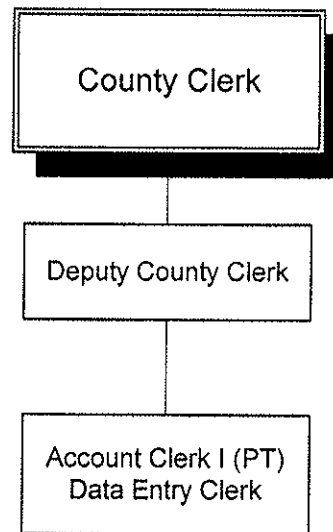 County Clerk
Deputy County Clerk
Account Clerk I (PT)
Data Entry Clerk